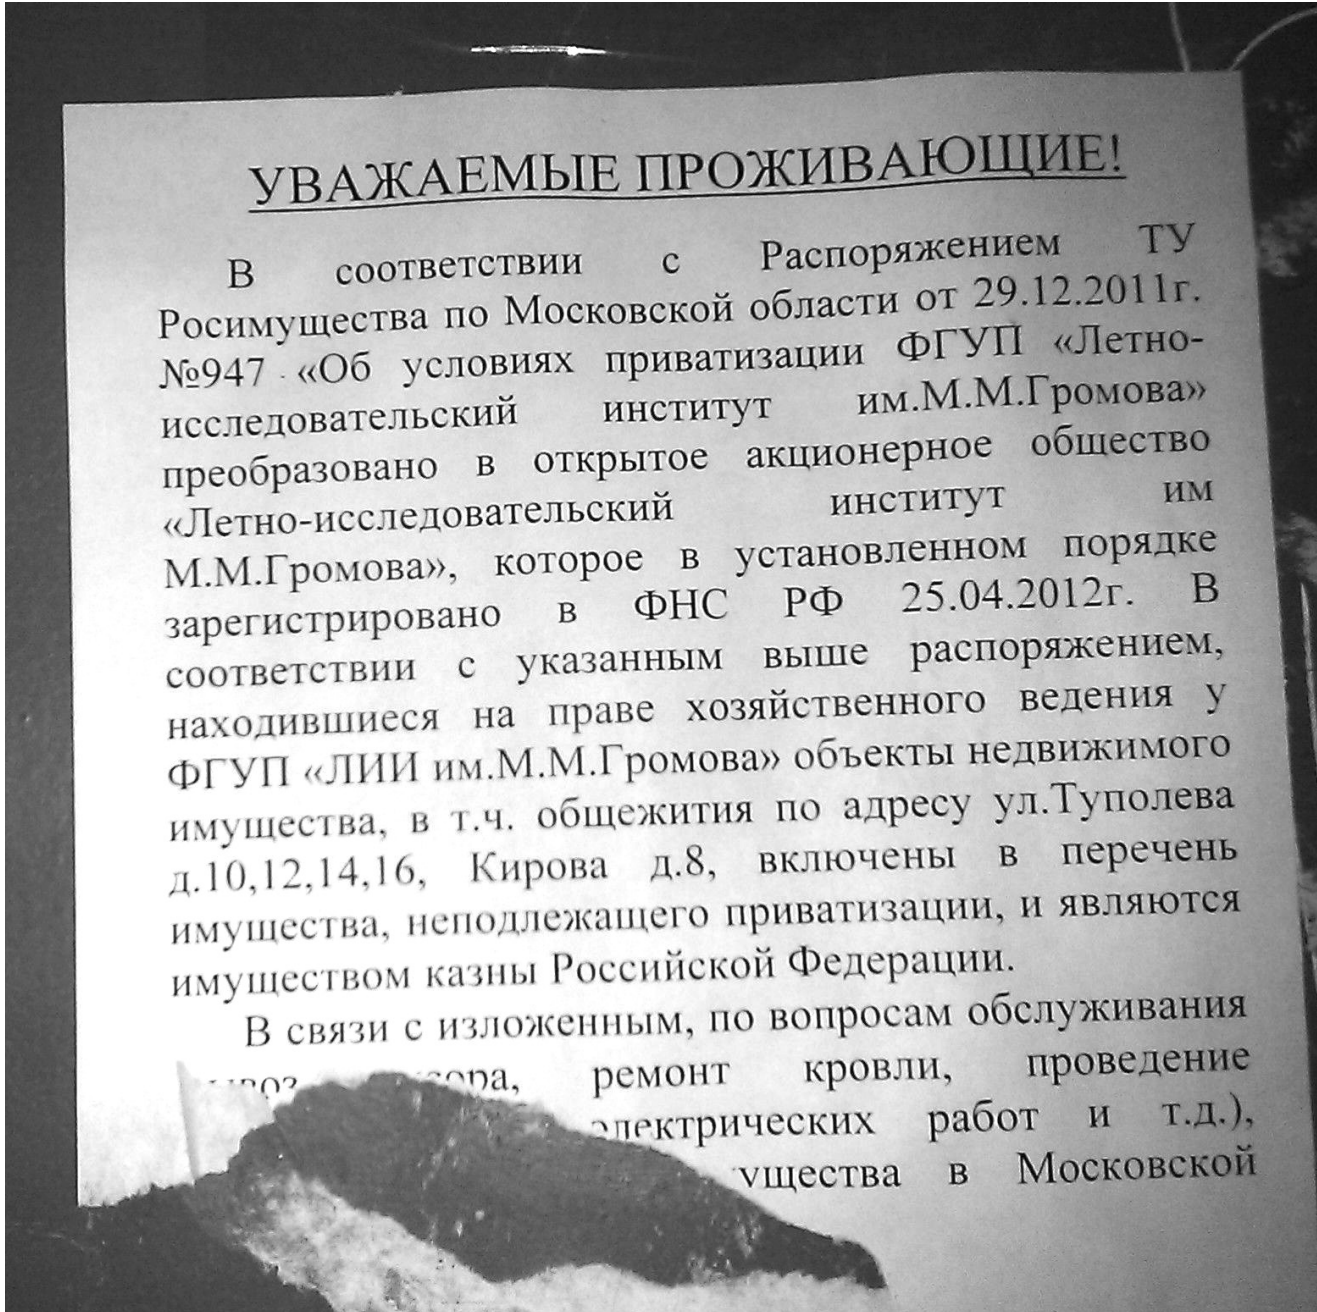 УВАЖАЕМЫЕ ПРОЖИВАЮЩИЕ!
В соответствии с Распоряжением ТУ
Росимущества по Московской области от 29.12.2011г.
№947 «Об условиях приватизации ФГУП «Летно-
исследовательский институт им.М.М.Громова»
преобразовано в открытое акционерное общество
«Летно-исследовательский институт им
М.М.Громова», которое в установленном порядке
зарегистрировано в ФНС РФ 25.04.2012г. В
соответствии с указанным выше распоряжением,
находившиеся на праве хозяйственного ведения у
ФГУП «ЛИИ им.М.М.Громова» объекты недвижимого
имущества, в т.ч. общежития по адресу ул.Туполева
д.10,12,14,16, Кирова д.8, включены в перечень
имущества, неподлежащего приватизации, и являются
имуществом казны Российской Федерации.
В связи с изложенным, по вопросам обслуживания
ремонт кровли, проведение
электрических работ и т.д.),
ущества в Московской